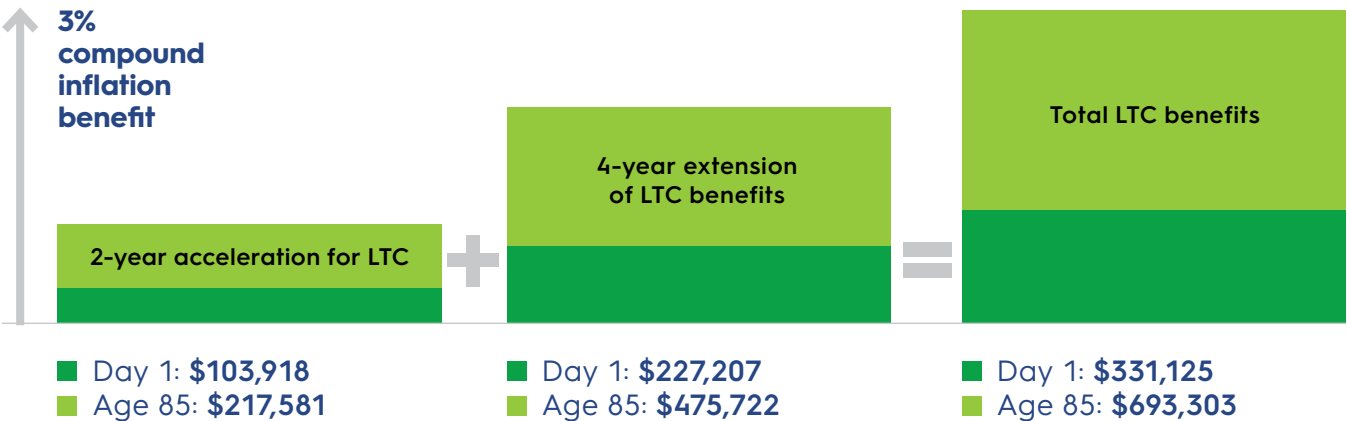 3%
compound
inflation
benefit
2-year acceleration for LTC
4-year extension
of LTC benefits
Total LTC benefits
Day 1: $103,918
Age 85: $217,581
Day 1: $227,207
Age 85: $475,722
Day 1: $331,125
Age 85: $693,303